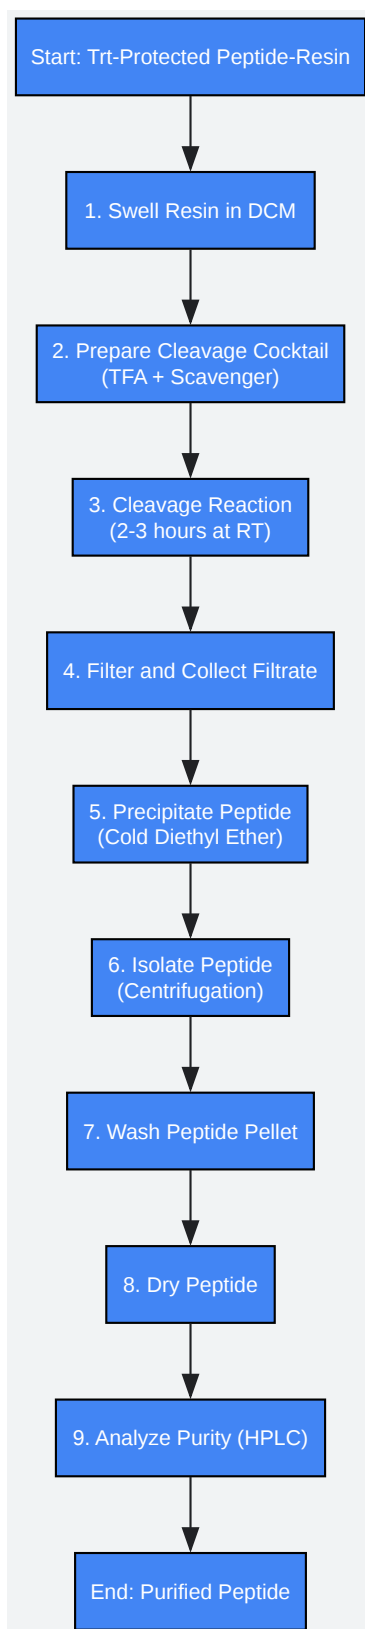 Start: Trt-Protected Peptide-Resin
1. Swell Resin in DCM
2. Prepare Cleavage Cocktail
(TFA + Scavenger)
3. Cleavage Reaction
(2-3 hours at RT)
4. Filter and Collect Filtrate
5. Precipitate Peptide
(Cold Diethyl Ether)
6. Isolate Peptide
(Centrifugation)
7. Wash Peptide Pellet
8. Dry Peptide
9. Analyze Purity (HPLC)
End: Purified Peptide